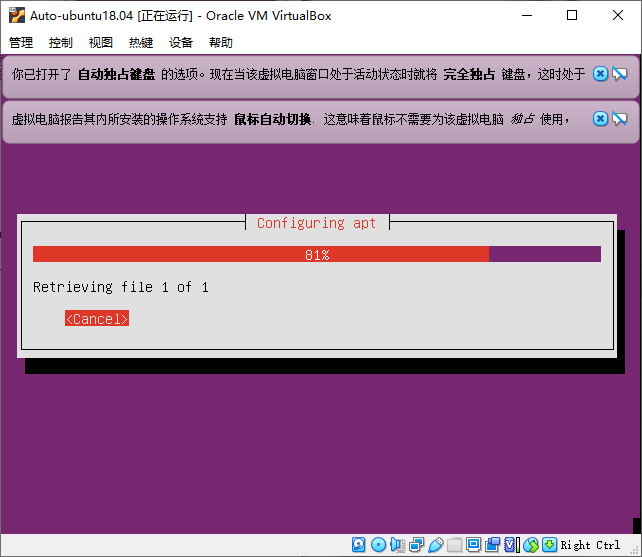 Auto-ubuntu18.04 [正在运行] - Oracle VM VirtualBox
管理 控制 视图 热键 设备 帮助
你已打开了 自动独占键盘 的选项。现在当该虚拟电脑窗口处于活动状态时就将 完全独占 键盘，这时处于
虚拟电脑报告其内所安装的操作系统支持 鼠标自动切换. 这意味着鼠标不需要为该虚拟电脑 独占 使用，
Configuring apt
81%
Retrieving file 1 of 1
<Cancel>
Right Ctrl